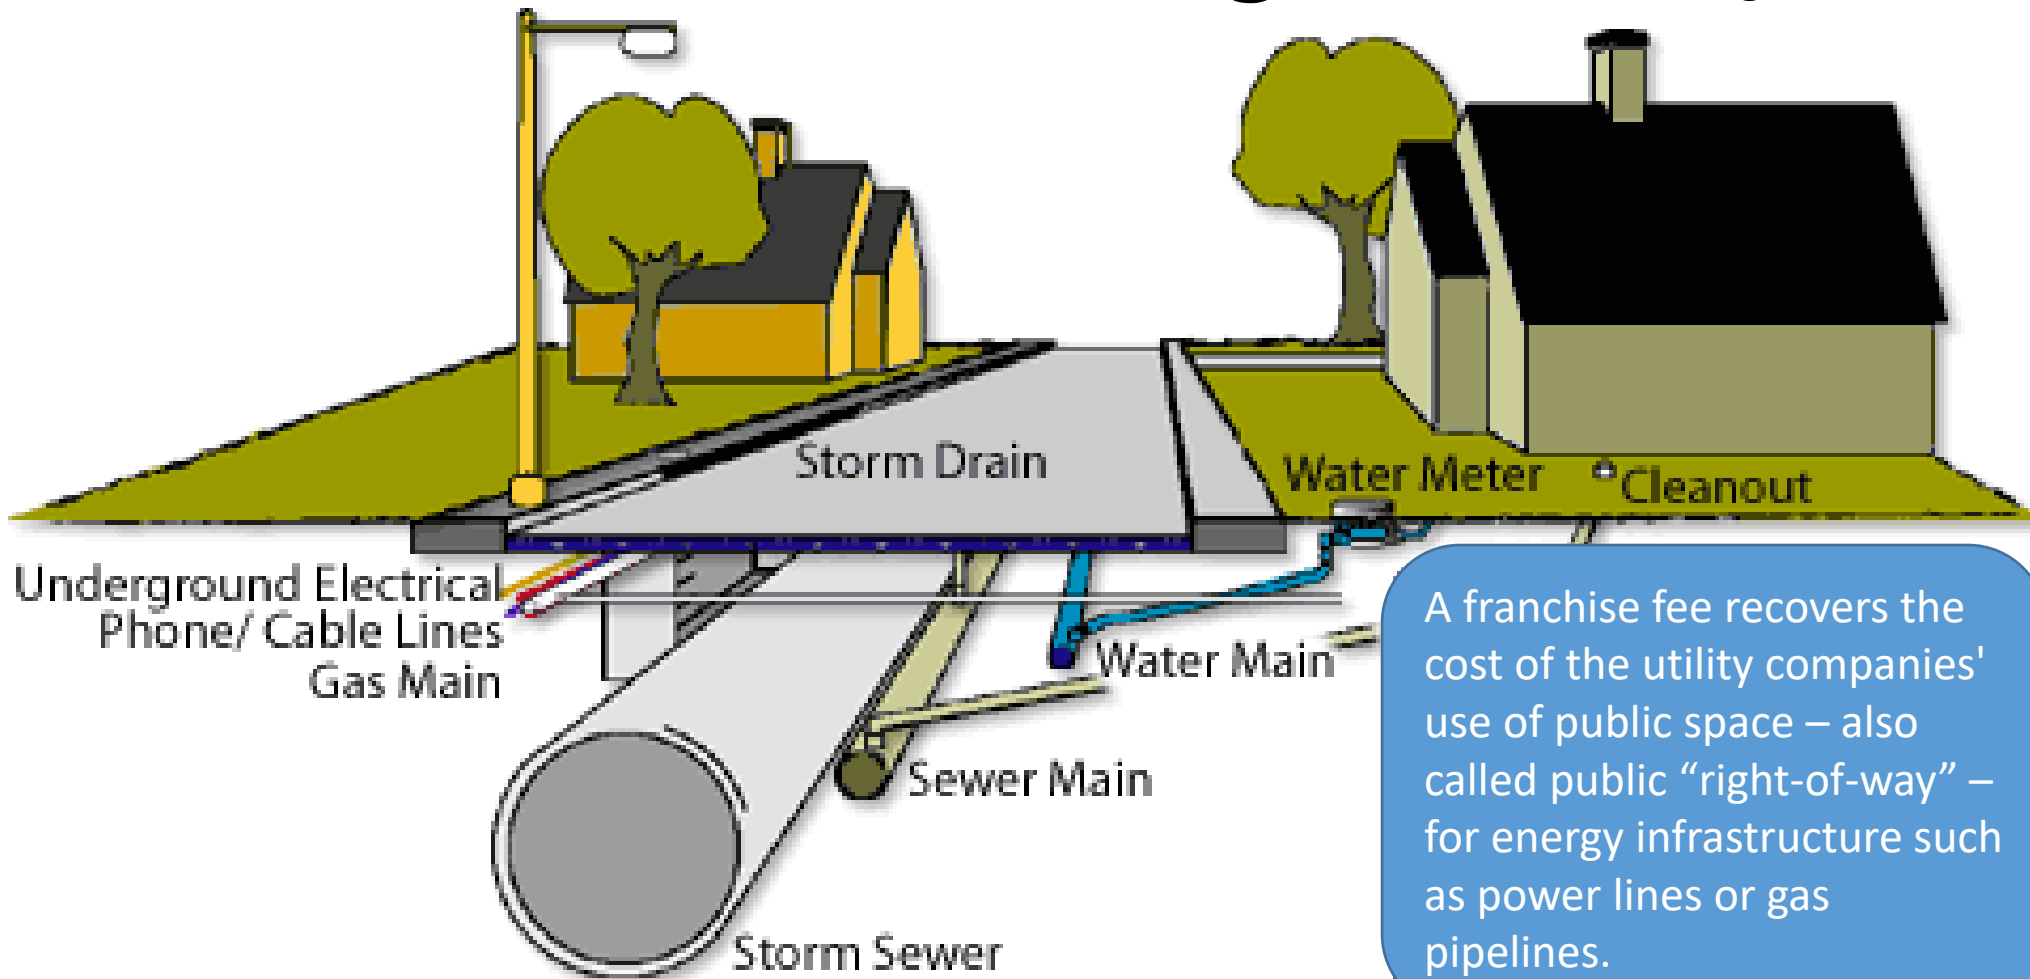 Storm Drain
Water Meter
Cleanout
Underground Electrical
Phone/ Cable Lines
Gas Main
Water Main
Sewer Main
Storm Sewer
A franchise fee recovers the
cost of the utility companies'
use of public space – also
called public “right-of-way” –
for energy infrastructure such
as power lines or gas
pipelines.